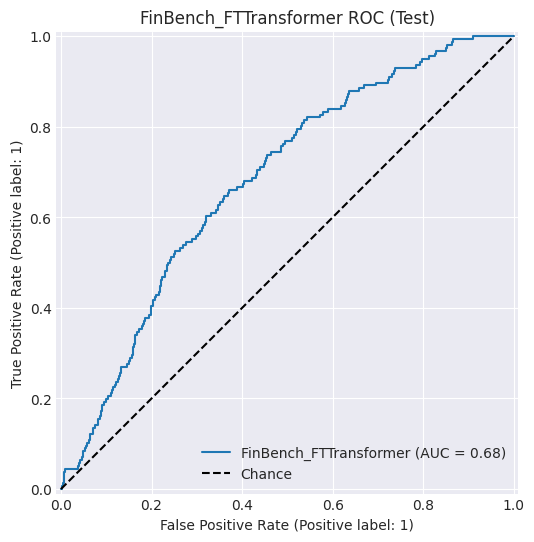 FinBench_FTTransformer ROC (Test)
True Positive Rate (Positive label: 1)
1.0
0.8
0.6
0.4
0.2
0.0
FinBench_FTTransformer (AUC = 0.68)
Chance
0.0 0.2 0.4 0.6 0.8 1.0
False Positive Rate (Positive label: 1)